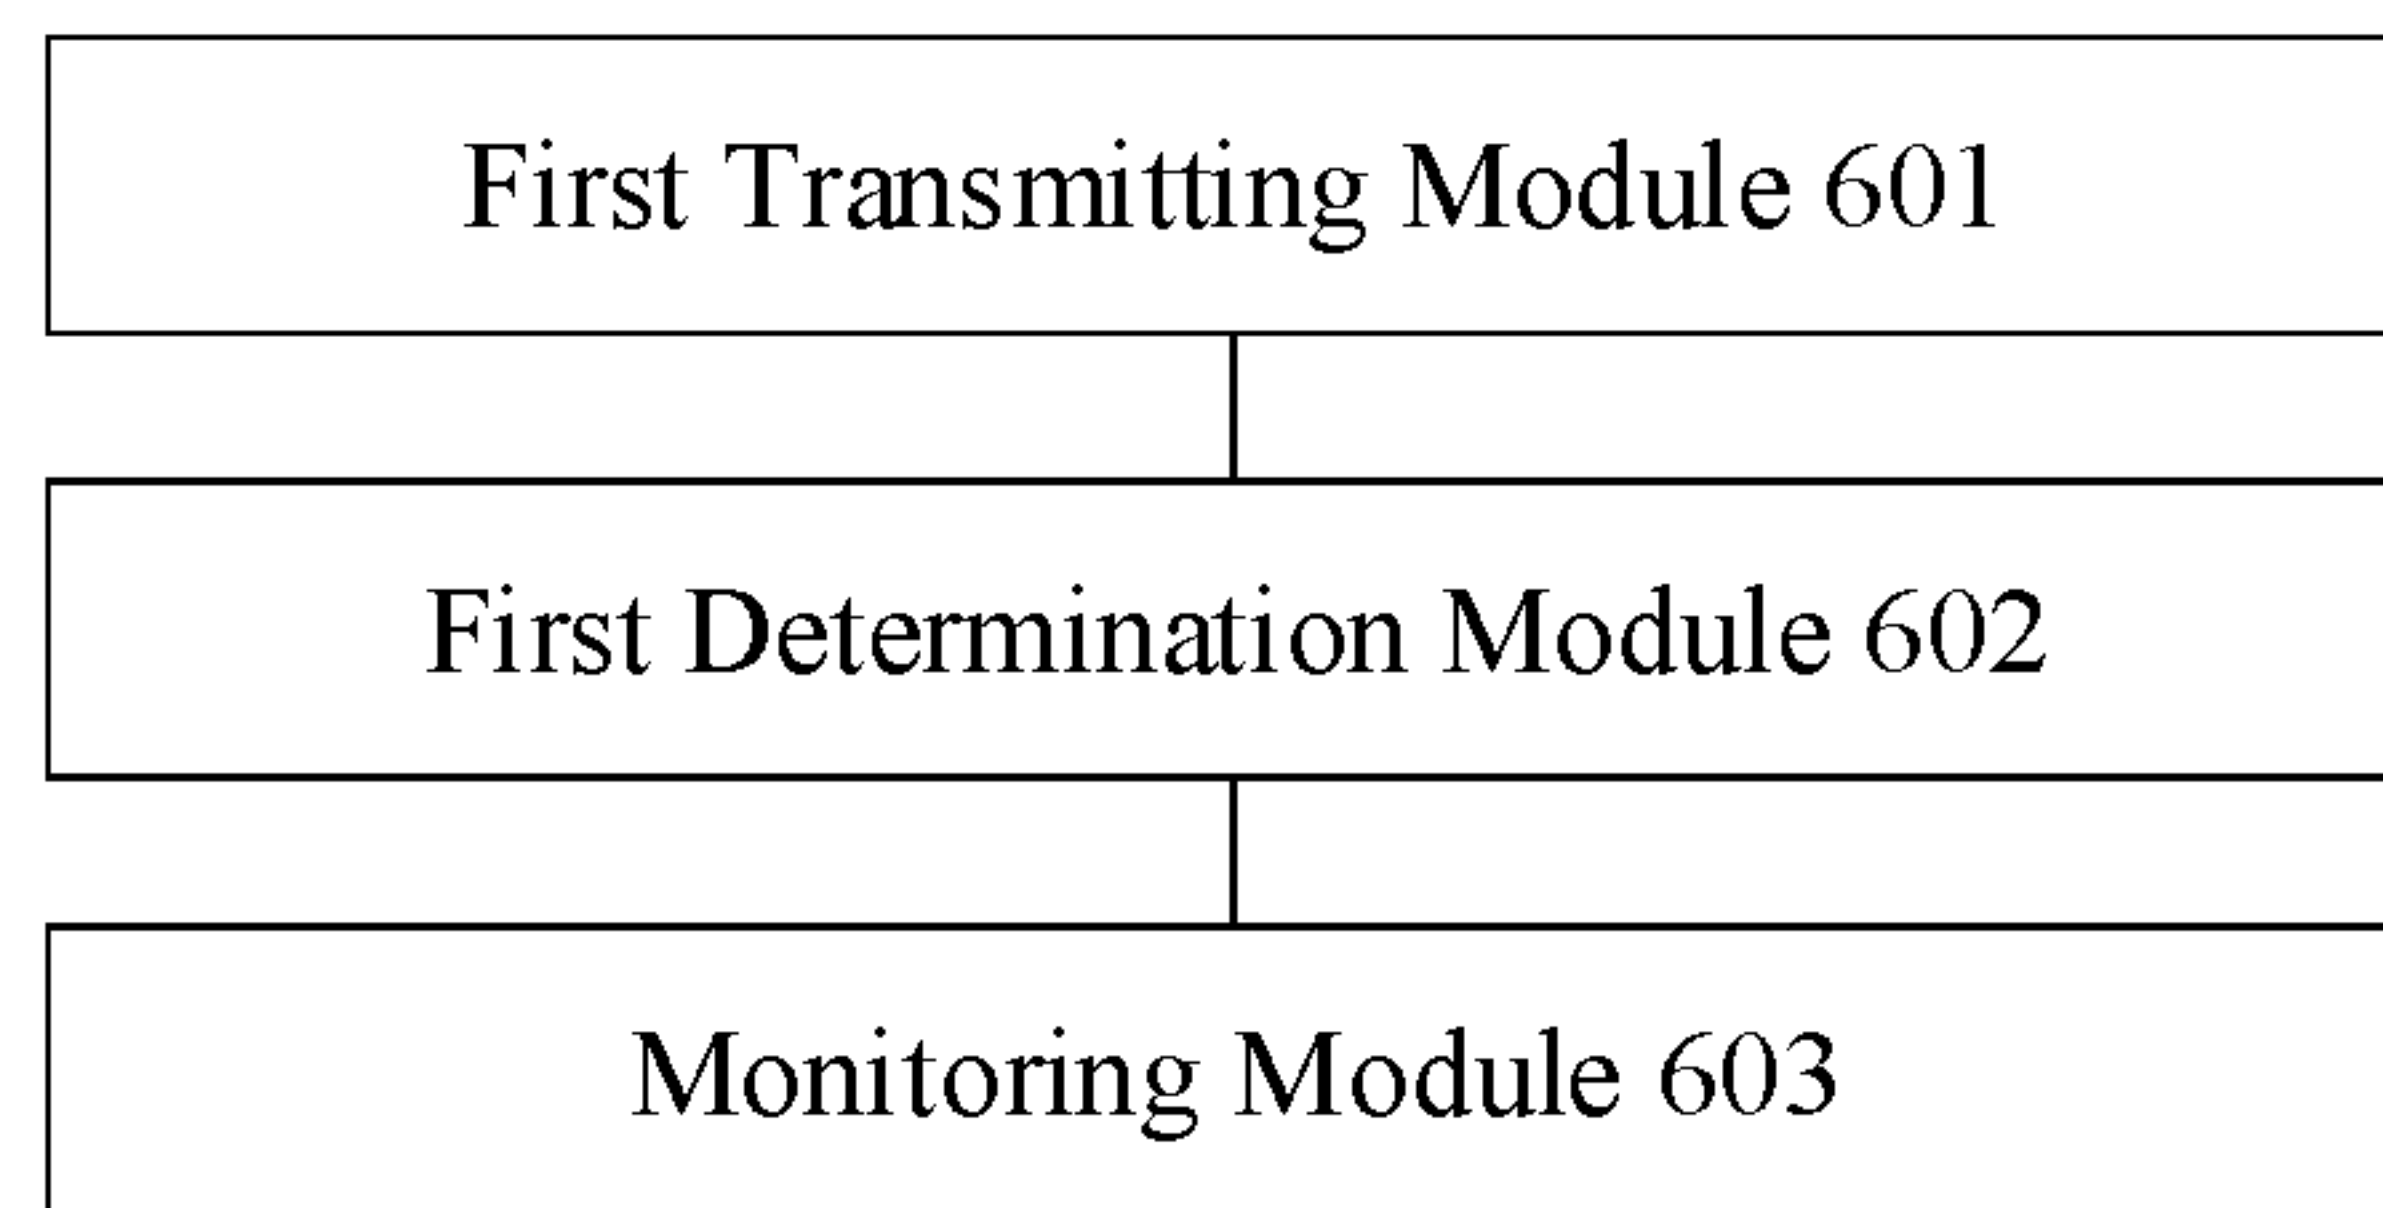 First Transmitting Module 601
First Determination Module 602
Monitoring Module 603